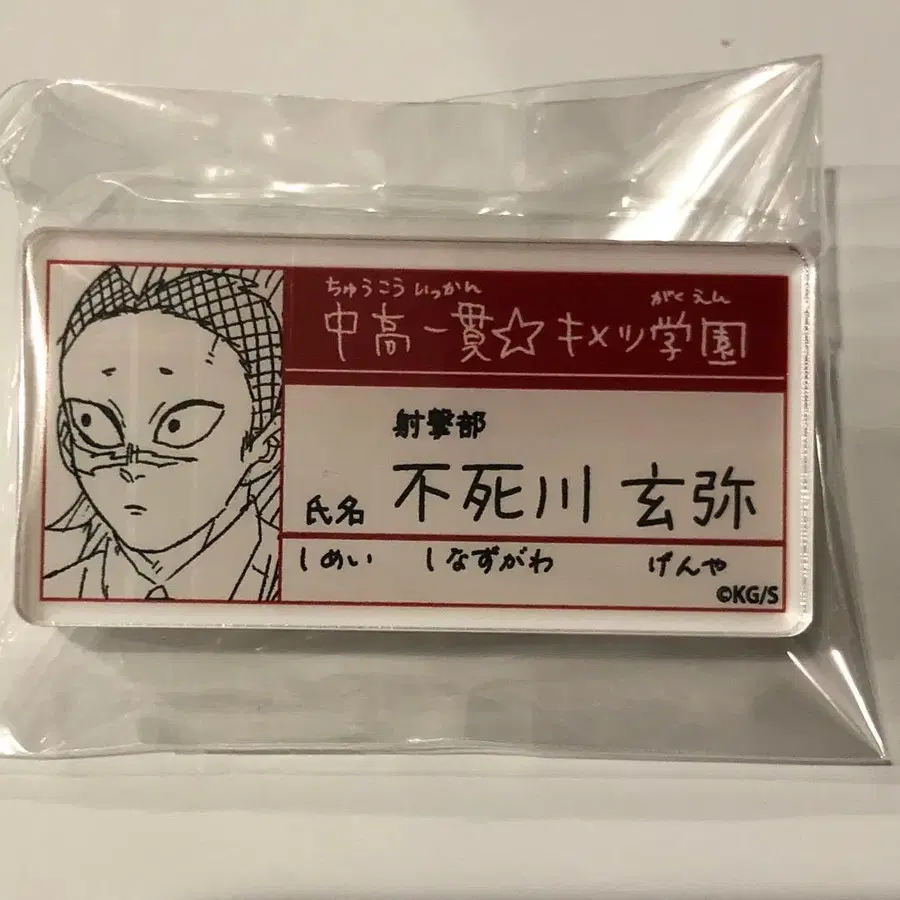 ちゅうこういっかん がくえん
中高一貫☆キメツ学園
射撃部
氏名 不死川 玄弥
しめい しなずがわ げんや
©KG/S